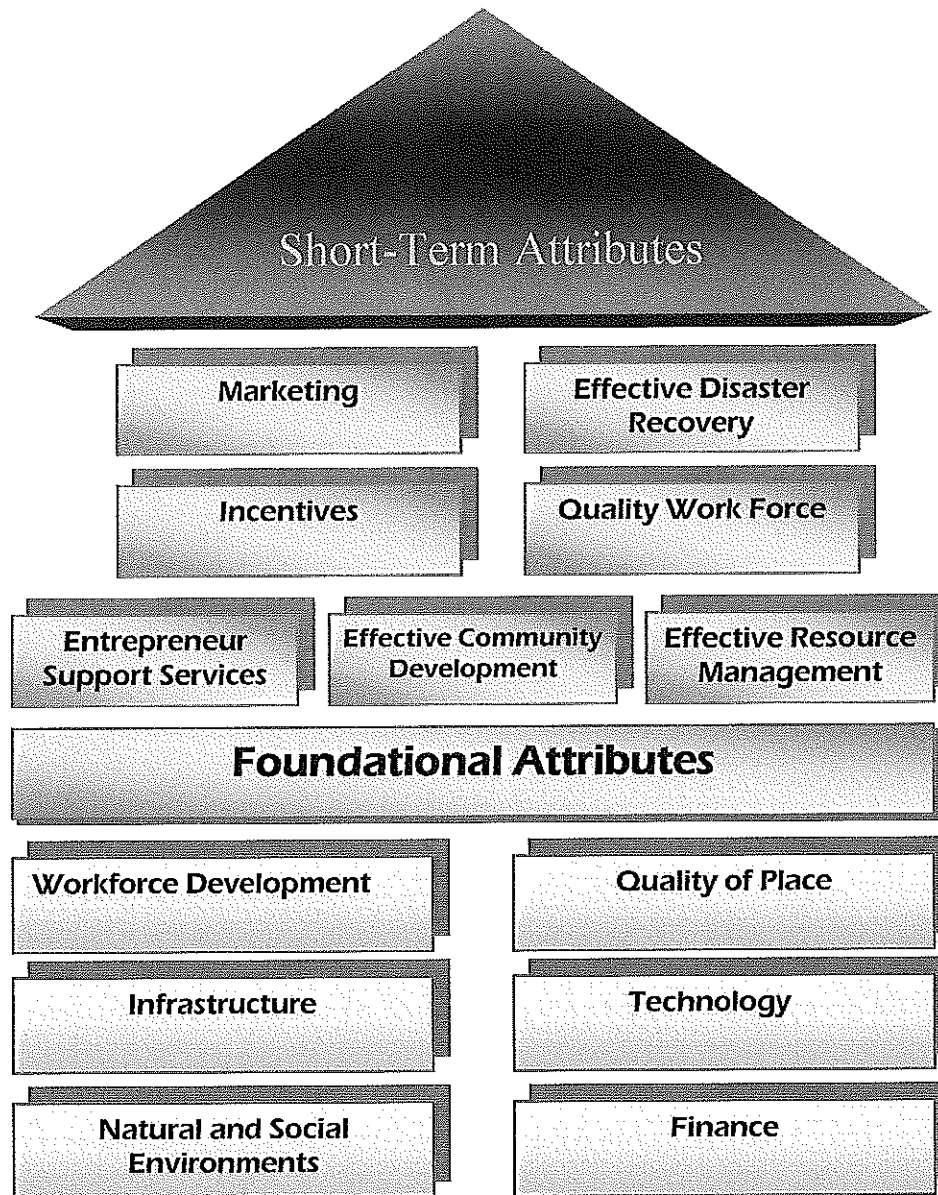 Short-Term Attributes
Marketing
Effective Disaster
Recovery
Incentives
Quality Work Force
Entrepreneur
Support Services
Effective Community
Development
Effective Resource
Management
Foundational Attributes
Workforce Development
Quality of Place
Infrastructure
Technology
Natural and Social
Environments
Finance